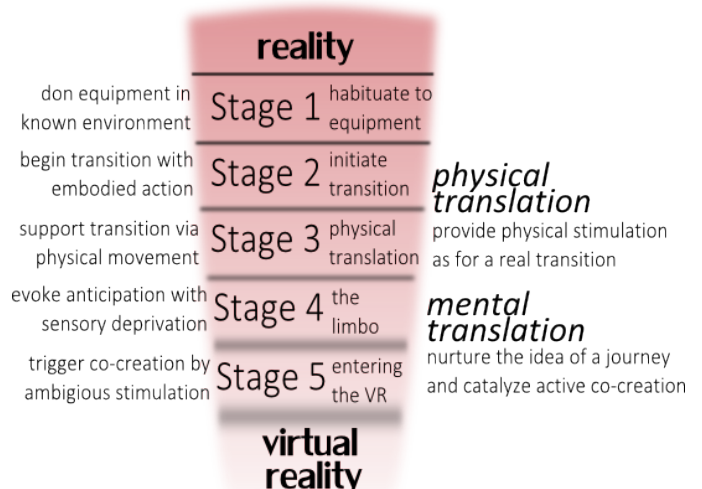 reality
don equipment in
known environment
Stage 1
habituate to
equipment
begin transition with
embodied action
Stage 2
initiate
transition
physical
translation
support transition via
physical movement
Stage 3
physical
translation
provide physical stimulation
as for a real transition
evoke anticipation with
sensory deprivation
Stage 4
the
limbo
mental
translation
trigger co-creation by
ambigious stimulation
Stage 5
entering
the VR
nurture the idea of a journey
and catalyze active co-creation
virtual
reality